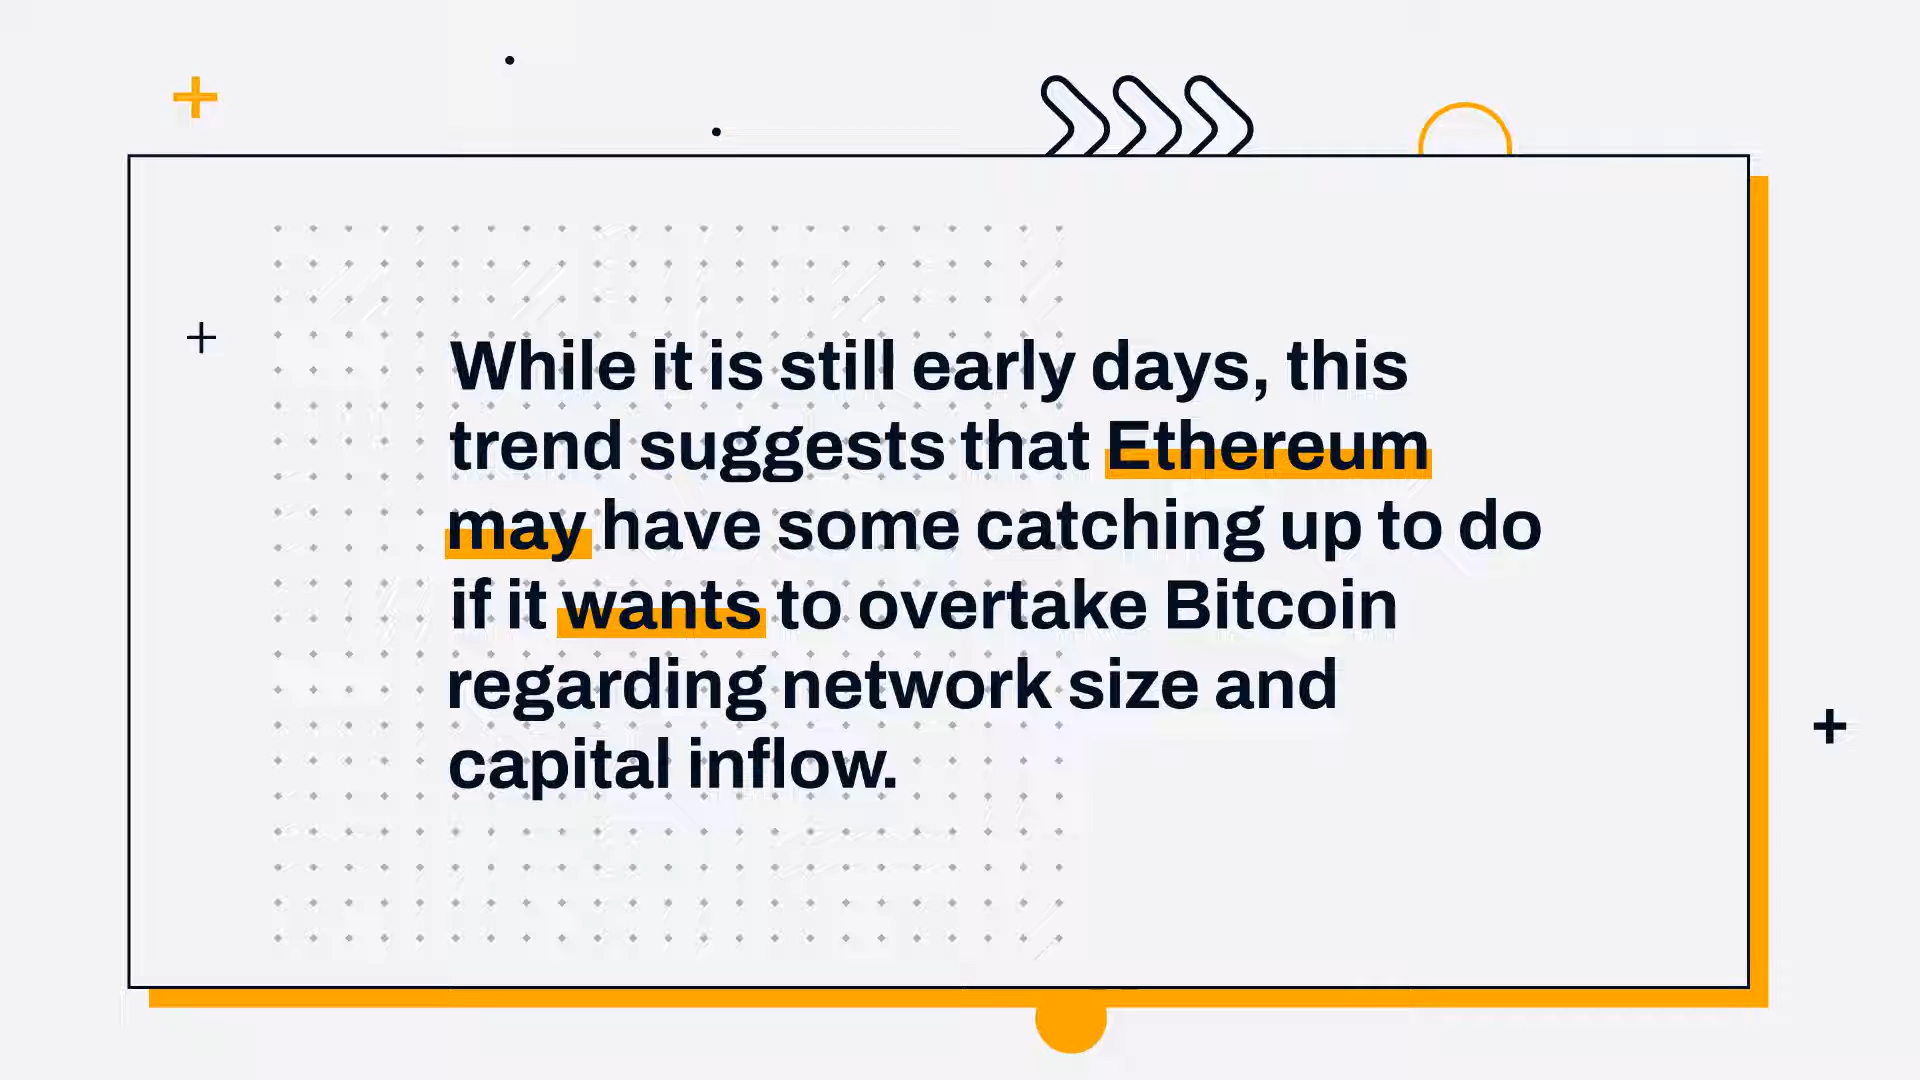 While it is still early days, this
trend suggests that Ethereum
may have some catching up to do
if it wants to overtake Bitcoin
regarding network size and
capital inflow.